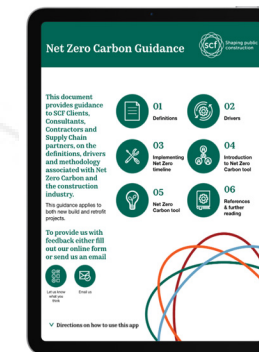 Net Zero Carbon Guidance
scf
Shaping public
construction
This document
provides guidance
to SCF Clients,
Consultants,
Contractors and
Supply Chain
partners, on the
definitions, drivers
and methodology
associated with Net
Zero Carbon and
the construction
industry.
This guidance applies to
both new build and retrofit
projects.
To provide us with
feedback either fill
out our online form
or send us an email
Let us know
what you
think
Email us
01
Definitions
02
Drivers
03
Implementing
Net Zero
timeline
04
Introduction
to Net Zero
Carbon tool
05
Net Zero
Carbon tool
06
References
& further
reading
Directions on how to use this app